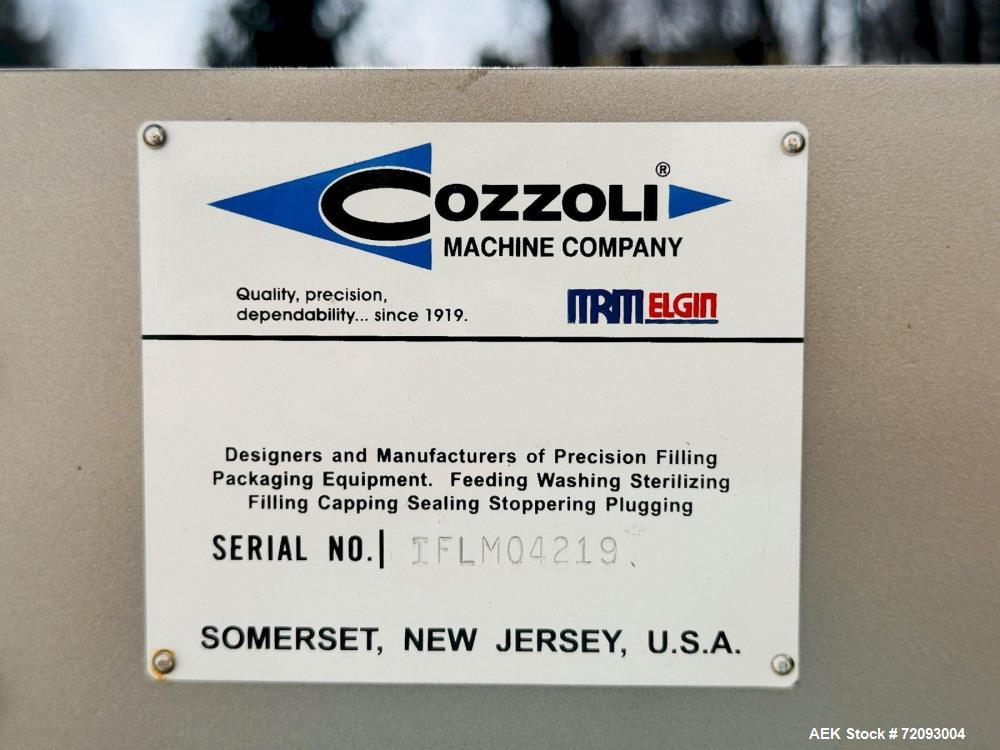 COZZOLI®
MACHINE COMPANY
Quality, precision,
dependability... since 1919.
MRM ELGIN
Designers and Manufacturers of Precision Filling
Packaging Equipment. Feeding Washing Sterilizing
Filling Capping Sealing Stoppering Plugging
SERIAL NO. IFLM04219
SOMERSET, NEW JERSEY, U.S.A.
AEK Stock # 72093004